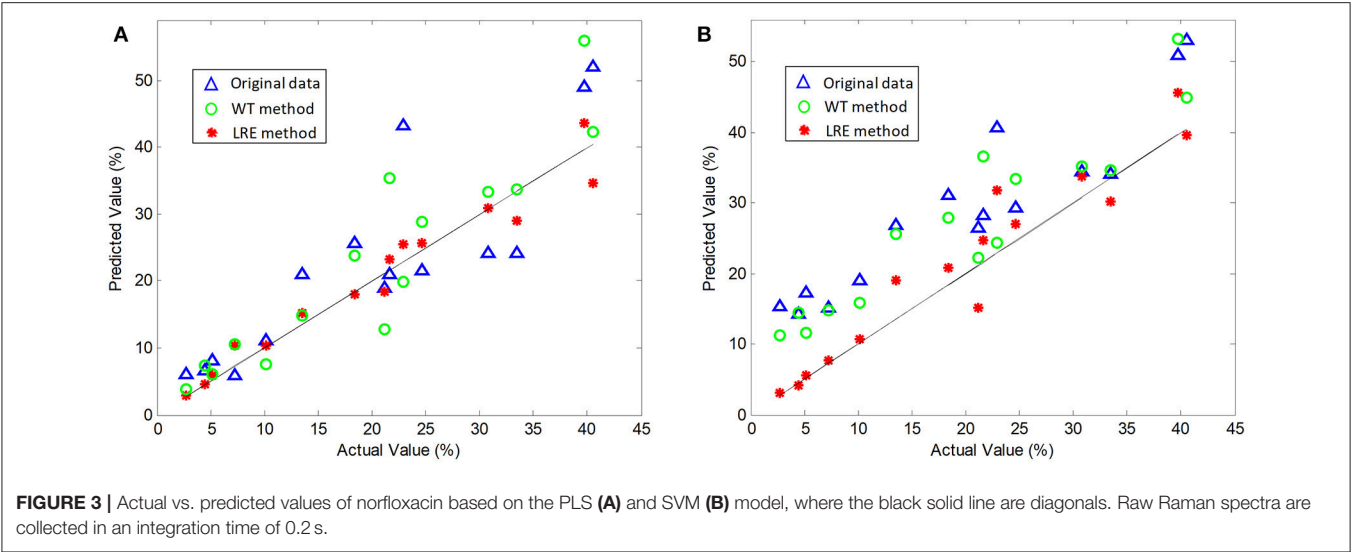 A
Original data
WT method
LRE method
Predicted Value (%)
50
40
30
20
10
0
0 5 10 15 20 25 30 35 40 45
Actual Value (%)
B
Original data
WT method
LRE method
Predicted Value (%)
50
40
30
20
10
0
0 5 10 15 20 25 30 35 40 45
Actual Value (%)
FIGURE 3 | Actual vs. predicted values of norfloxacin based on the PLS (A) and SVM (B) model, where the black solid line are diagonals. Raw Raman spectra are
collected in an integration time of 0.2 s.